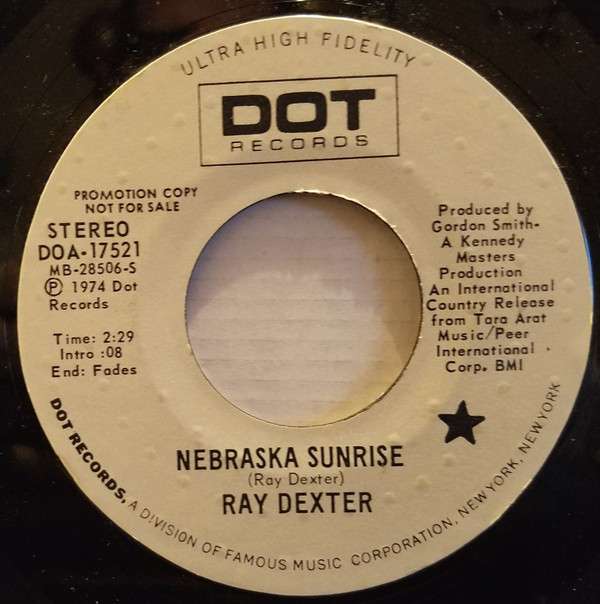 ULTRA HIGH FIDELITY
DOT
RECORDS
PROMOTION COPY
NOT FOR SALE
STEREO
DOA-17521
MB-28506-S
Ⓟ 1974 Dot
Records
Time: 2:29
Intro :08
End: Fades
Produced by
Gordon Smith-
A Kennedy
Masters
Production
An International
Country Release
from Tara Arat
Music/Peer
International
Corp. BMI
NEBRASKA SUNRISE
(Ray Dexter)
RAY DEXTER
DOT RECORDS, A DIVISION OF FAMOUS MUSIC CORPORATION, NEW YORK, NEW YORK